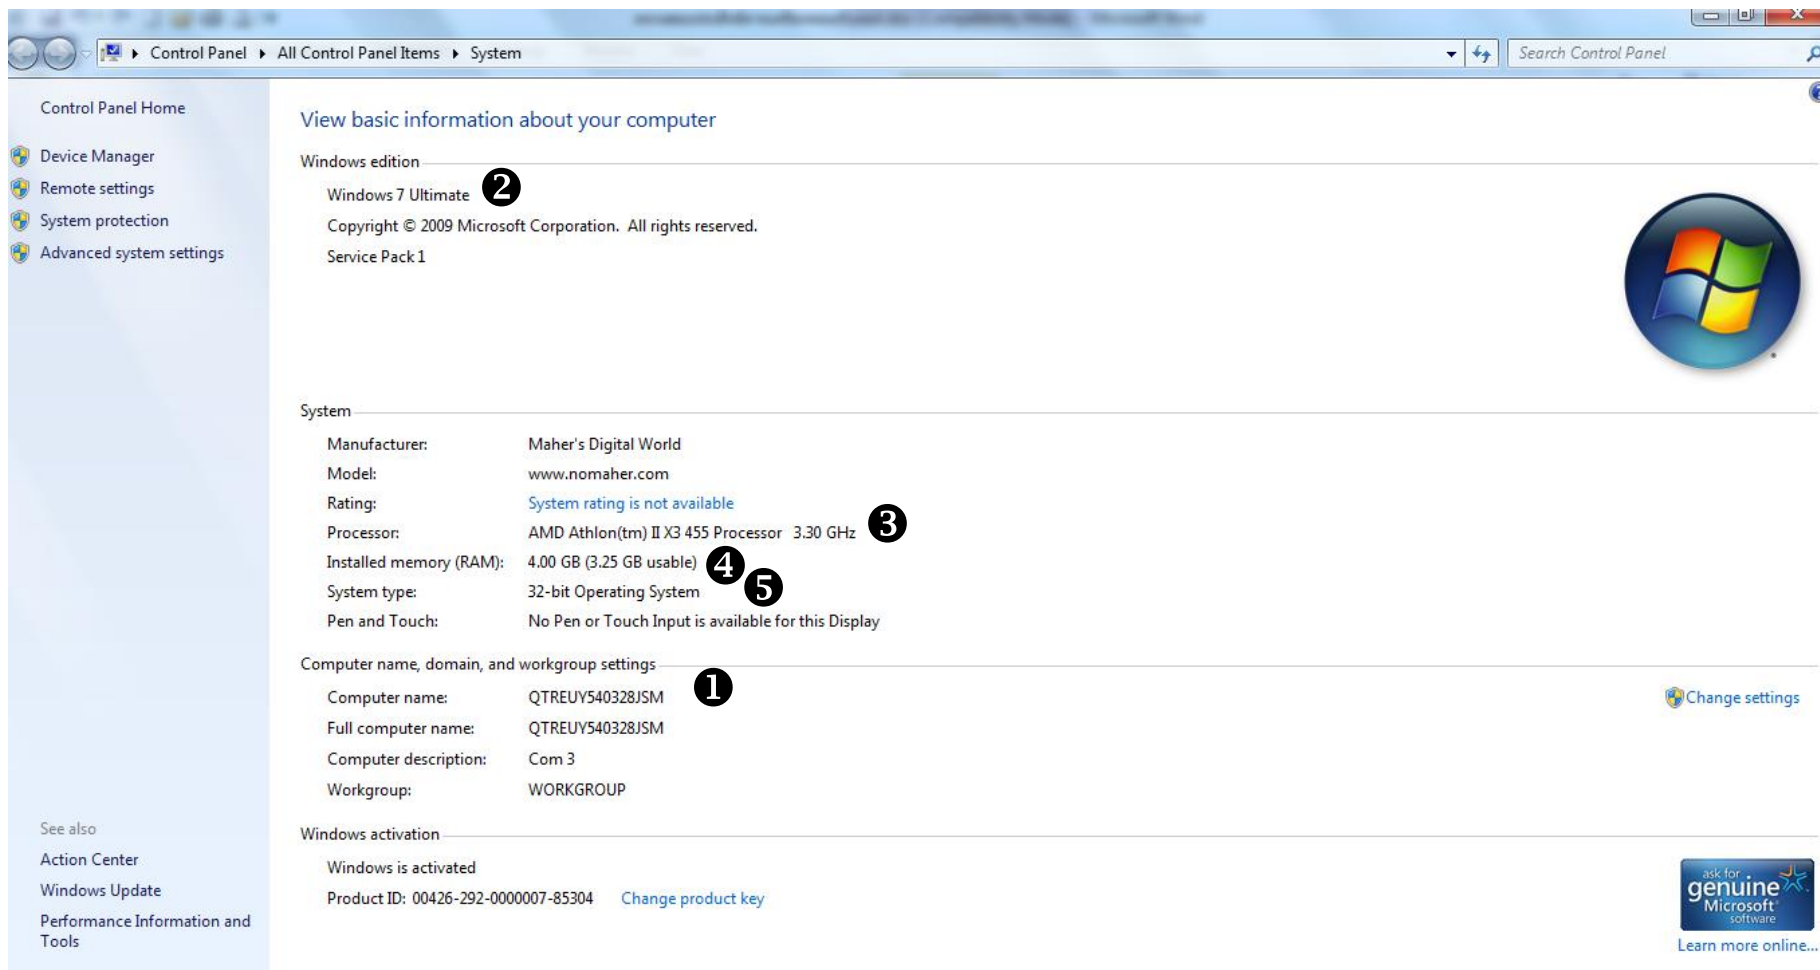 Control Panel ▸ All Control Panel Items ▸ System
Search Control Panel
Control Panel Home
Device Manager
Remote settings
System protection
Advanced system settings
See also
Action Center
Windows Update
Performance Information and
Tools
View basic information about your computer
Windows edition
Windows 7 Ultimate ❷
Copyright © 2009 Microsoft Corporation. All rights reserved.
Service Pack 1
System
Manufacturer: Maher's Digital World
Model: www.nomaher.com
Rating: System rating is not available
Processor: AMD Athlon(tm) II X3 455 Processor 3.30 GHz ❸
Installed memory (RAM): 4.00 GB (3.25 GB usable) ❹
System type: 32-bit Operating System ❺
Pen and Touch: No Pen or Touch Input is available for this Display
Computer name, domain, and workgroup settings ❶
Computer name: QTREUY540328JSM
Change settings
Full computer name: QTREUY540328JSM
Computer description: Com 3
Workgroup: WORKGROUP
Windows activation
Windows is activated
Product ID: 00426-292-0000007-85304 Change product key
ask for
genuine
Microsoft
software
Learn more online...